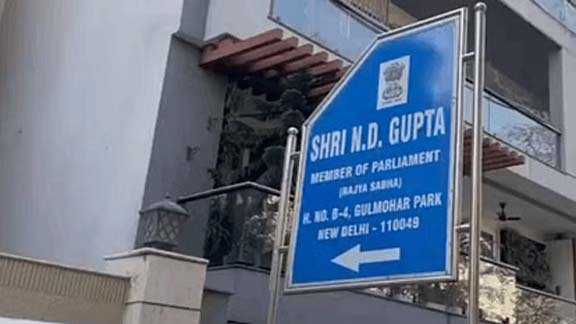 SHRI N.D. GUPTA
MEMBER OF PARLIAMENT
(RAJYA SABHA)
H. NO. B-4, GULMOHAR PARK
NEW DELHI - 110049